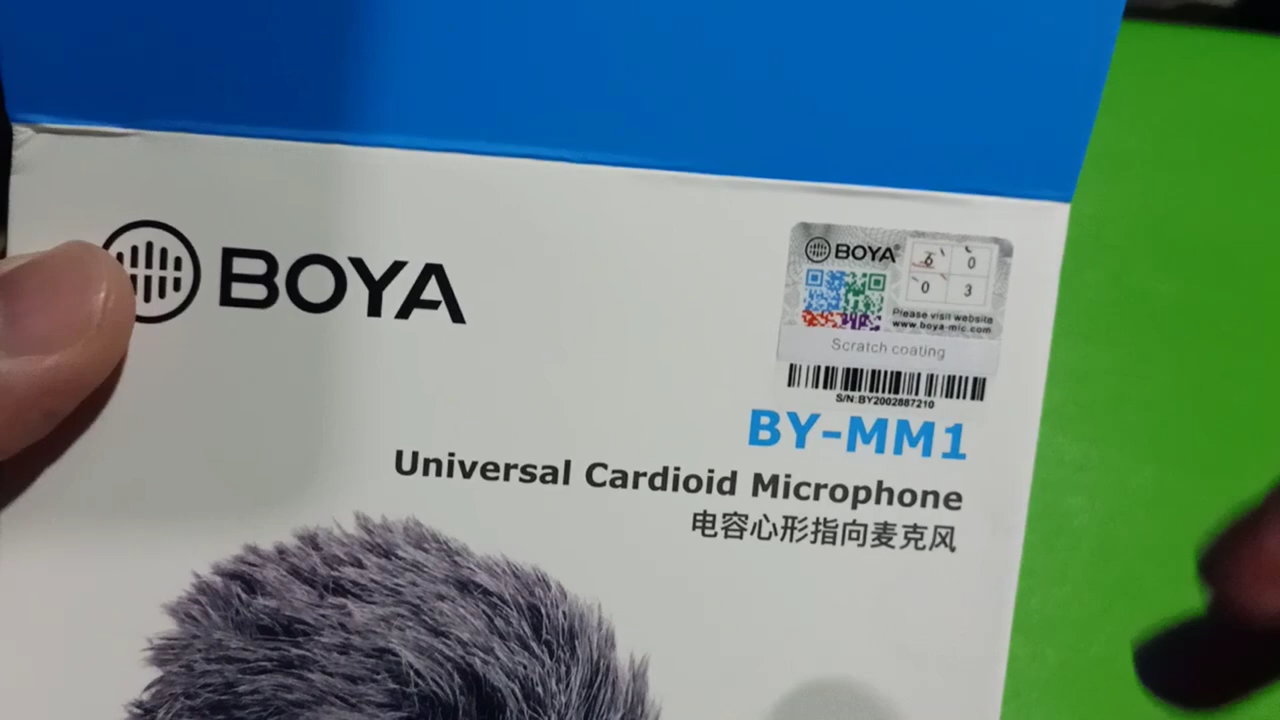 BOYA
BOYA®
6 0
0 3
Please visit website
www.boya-mic.com
Scratch coating
S/N:BY2002887210
BY-MM1
Universal Cardioid Microphone
电容心形指向麦克风